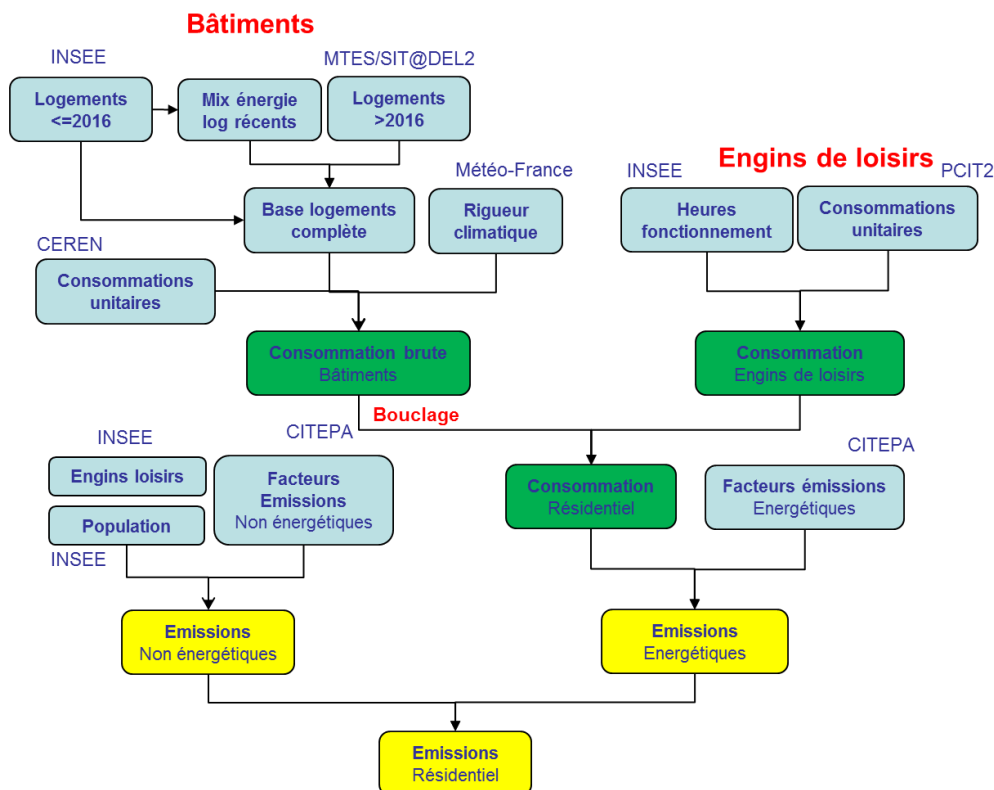 Bâtiments
INSEE
MTES/SIT@DEL2
Logements
<=2016
Mix énergie
log récents
Logements
>2016
Engins de loisirs
Météo-France
INSEE
PCIT2
Base logements
complète
Rigueur
climatique
Heures
fonctionnement
Consommations
unitaires
CEREN
Consommations
unitaires
Consommation brute
Bâtiments
Consommation
Engins de loisirs
Bouclage
INSEE
CITEPA
CITEPA
Engins loisirs
Facteurs
Emissions
Non énergétiques
Consommation
Résidentiel
Facteurs émissions
Energétiques
Population
INSEE
Emissions
Non énergétiques
Emissions
Energétiques
Emissions
Résidentiel